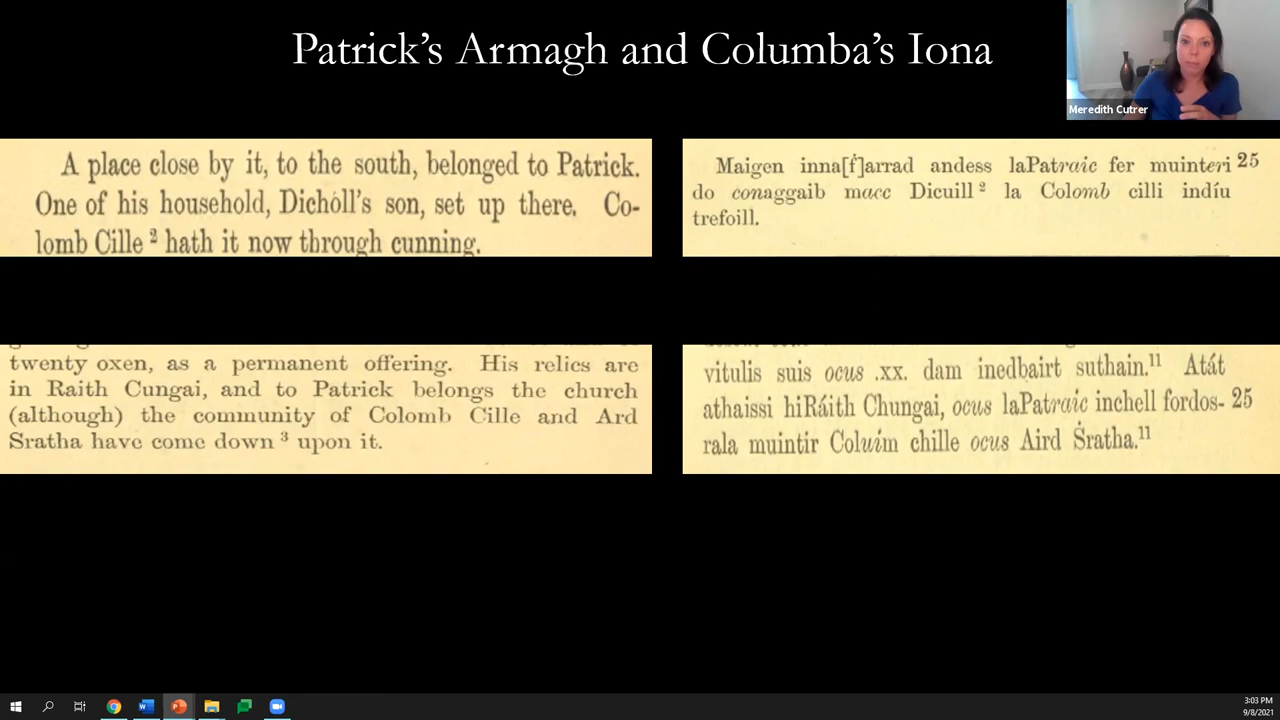 Patrick's Armagh and Columba's Iona
Meredith Cutrer
A place close by it, to the south, belonged to Patrick.
One of his household, Dichóll's son, set up there. Co-
lomb Cille ² hath it now through cunning.
Maigen inna[ḟ]arrad andess laPatraic fer muinteri 25
do conaggaib macc Dicuill ² la Colomb cilli indíu
trefoill.
twenty oxen, as a permanent offering. His relics are
in Raith Cungai, and to Patrick belongs the church
(although) the community of Colomb Cille and Ard
Sratha have come down ³ upon it.
vitulis suis ocus .xx. dam inedbairt suthain.¹¹ Atát
athaissi hiRáith Chungai, ocus laPatraic inchell fordos- 25
rala muintir Coluim chille ocus Aird Ṡratha.¹¹
3:03 PM
9/8/2021